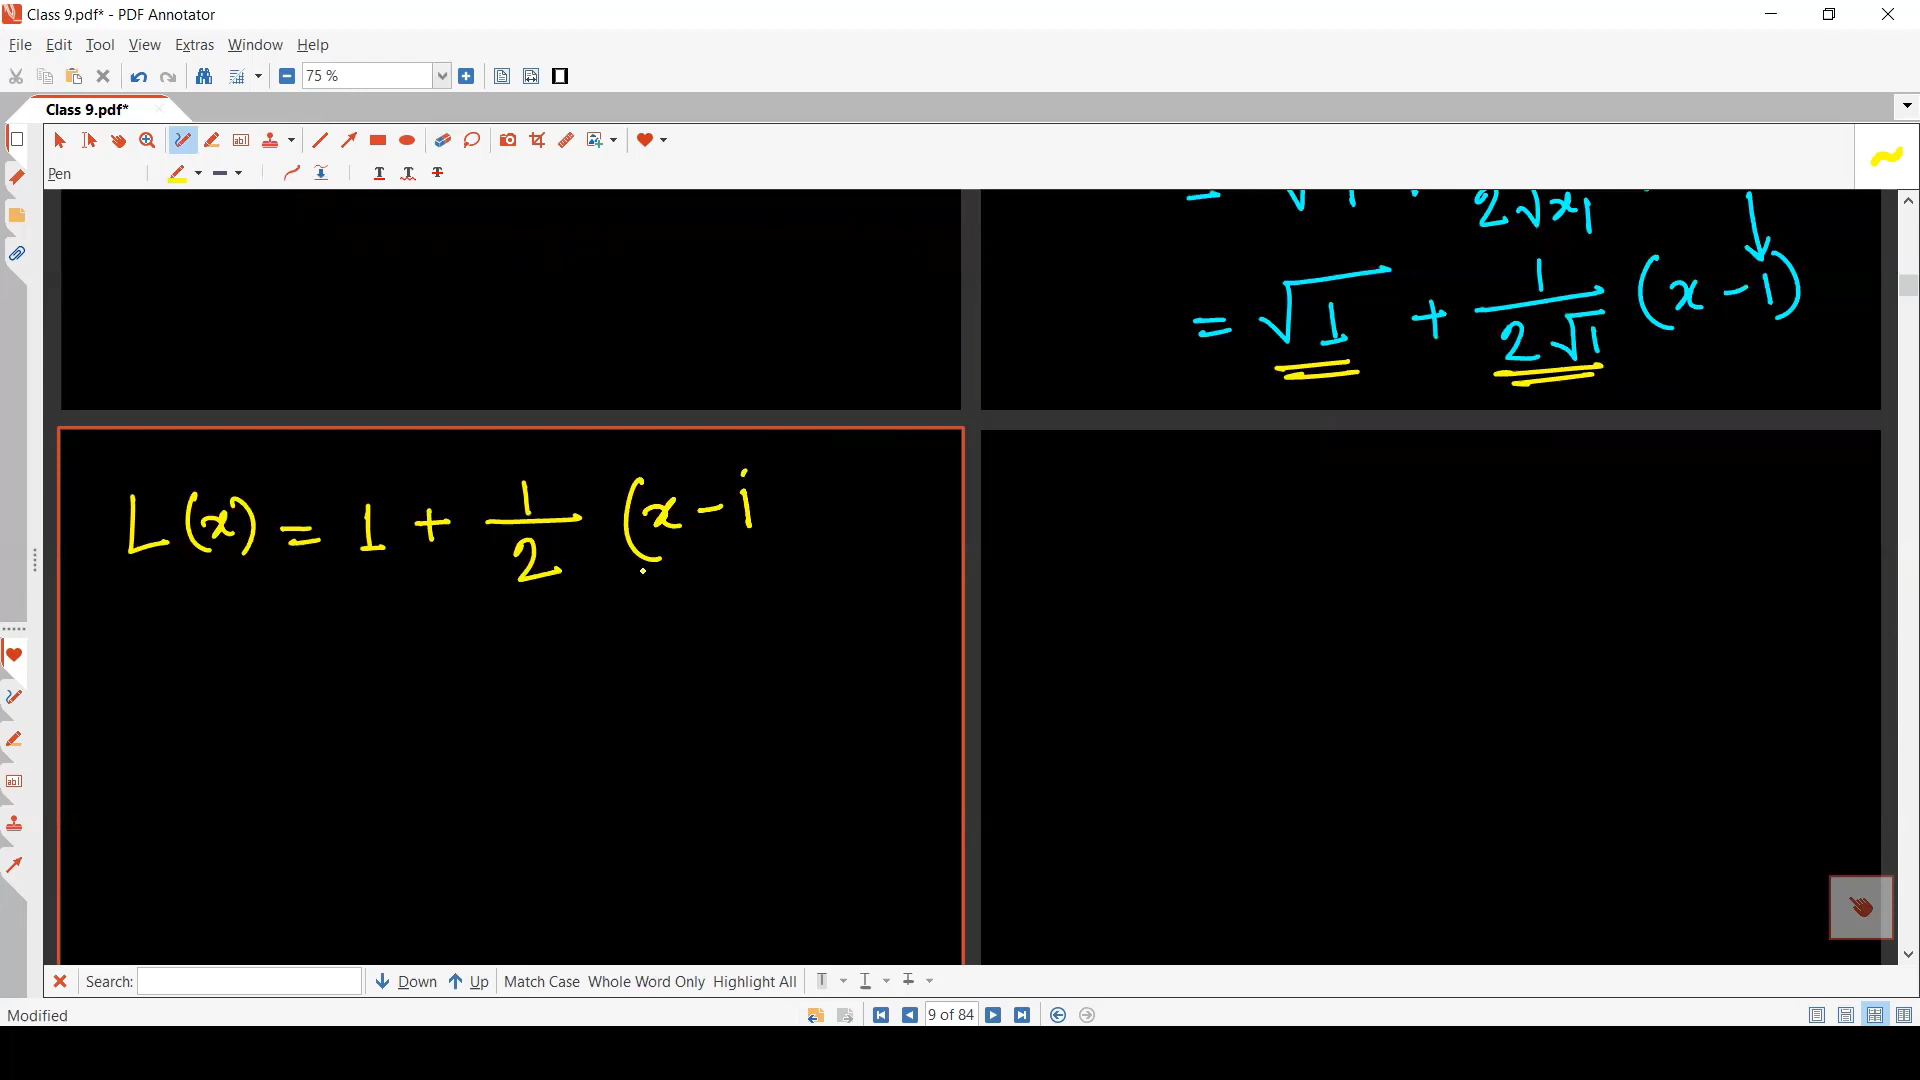 Class 9.pdf* - PDF Annotator
File Edit Tool View Extras Window Help
75 %
Class 9.pdf*
Pen
2√x1
= √1 + 1/(2√1) (x - 1)
L(x) = 1 + 1/2 (x - 1
Search: Down Up Match Case Whole Word Only Highlight All
Modified 9 of 84